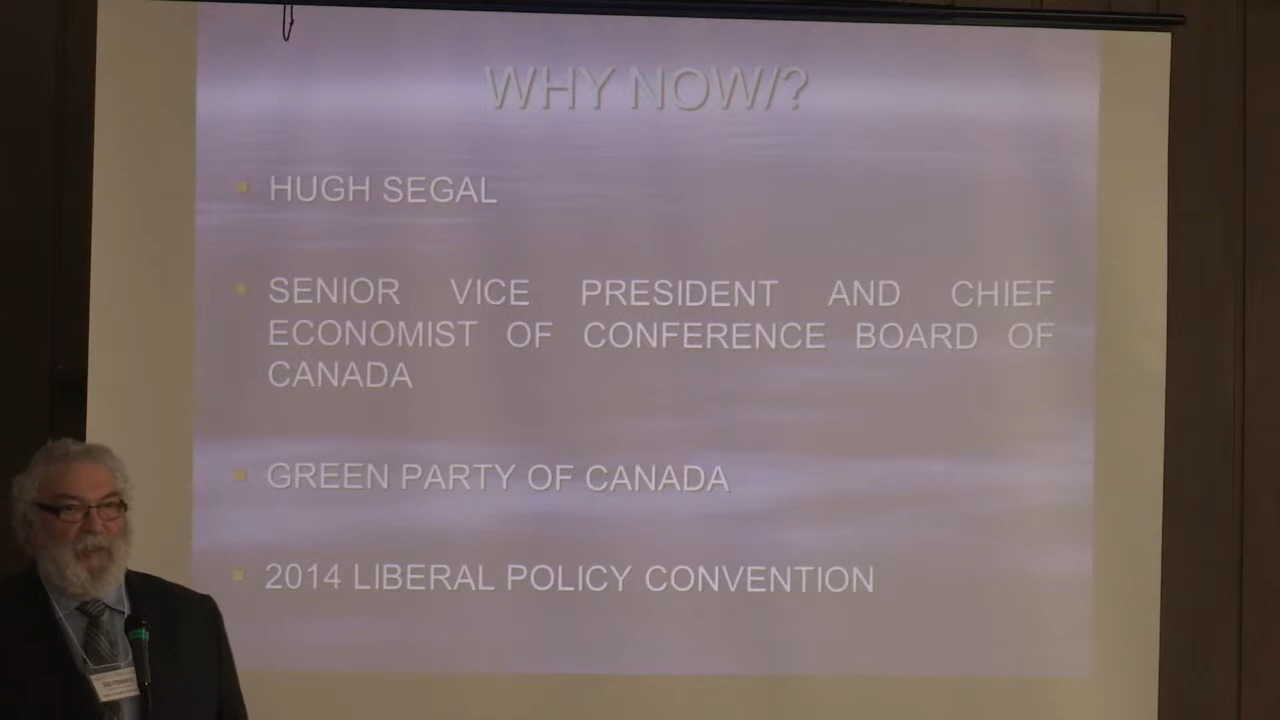 WHY NOW/?
HUGH SEGAL
SENIOR VICE PRESIDENT AND CHIEF
ECONOMIST OF CONFERENCE BOARD OF
CANADA
GREEN PARTY OF CANADA
2014 LIBERAL POLICY CONVENTION